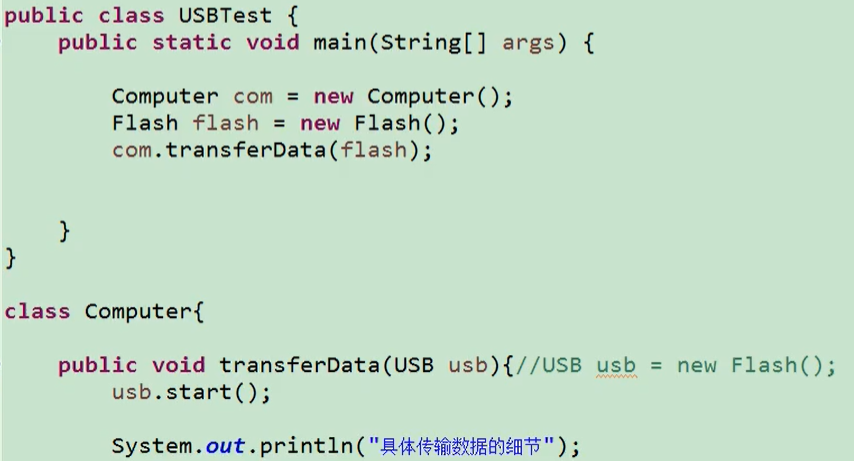 public class USBTest {
public static void main(String[] args) {
Computer com = new Computer();
Flash flash = new Flash();
com.transferData(flash);
}
}
class Computer{
public void transferData(USB usb){//USB usb = new Flash();
usb.start();
System.out.println("具体传输数据的细节");